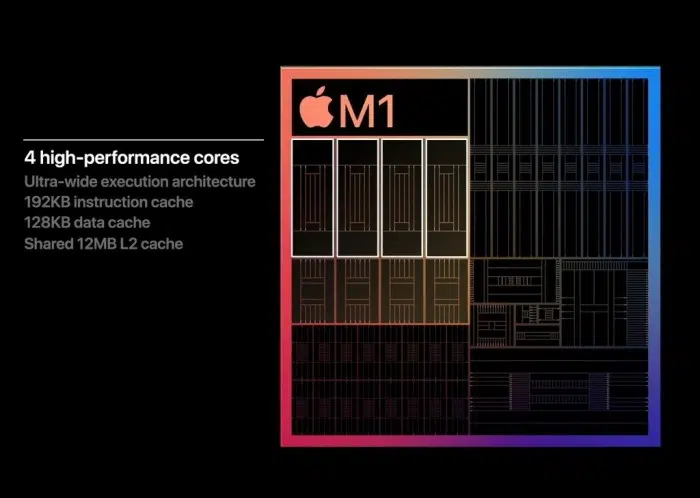 4 high-performance cores
Ultra-wide execution architecture
192KB instruction cache
128KB data cache
Shared 12MB L2 cache
M1